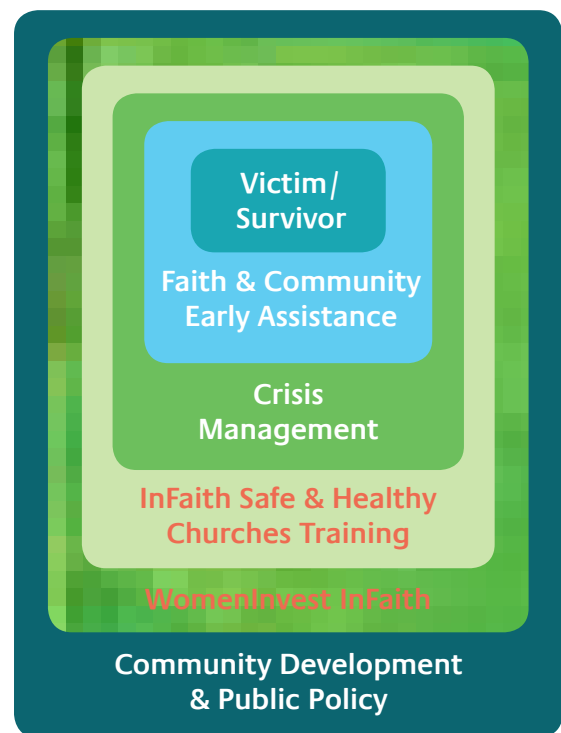 Victim/
Survivor
Faith & Community
Early Assistance
Crisis
Management
InFaith Safe & Healthy
Churches Training
WomenInvest InFaith
Community Development
& Public Policy